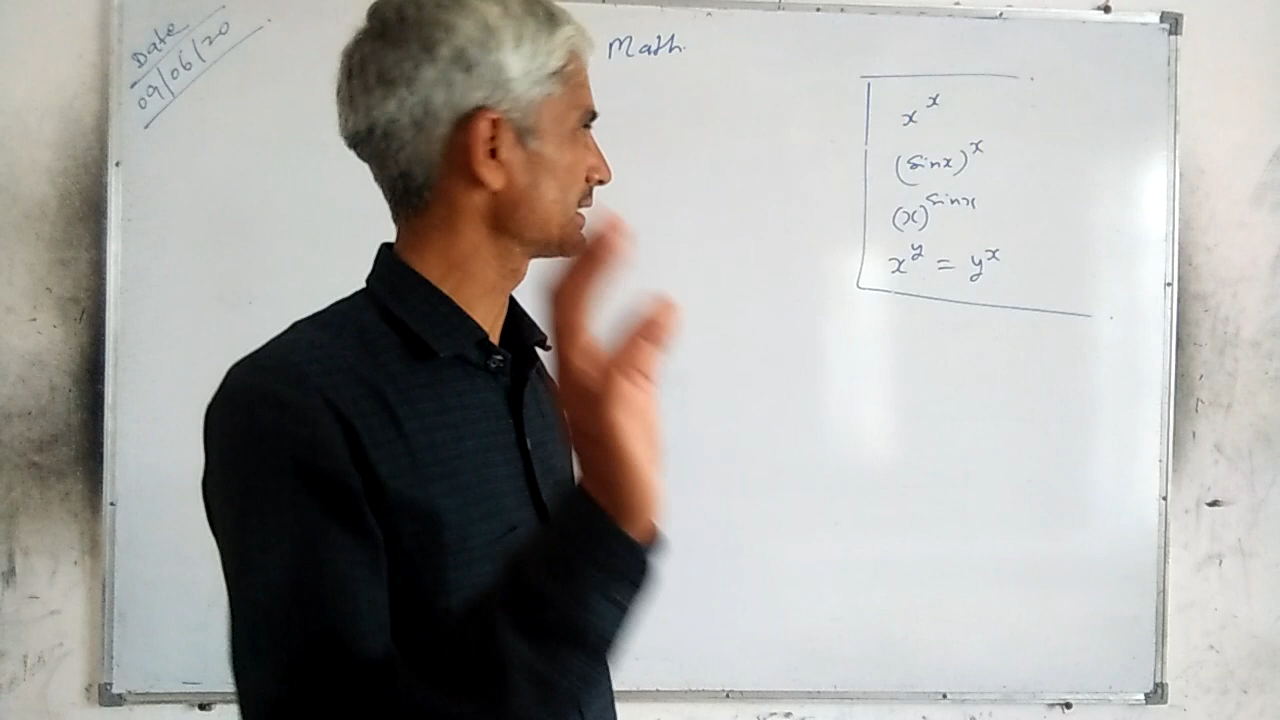 Date
09/06/20
Math.
x^x
(sinx)^x
(x)^sinx
x^y = y^x